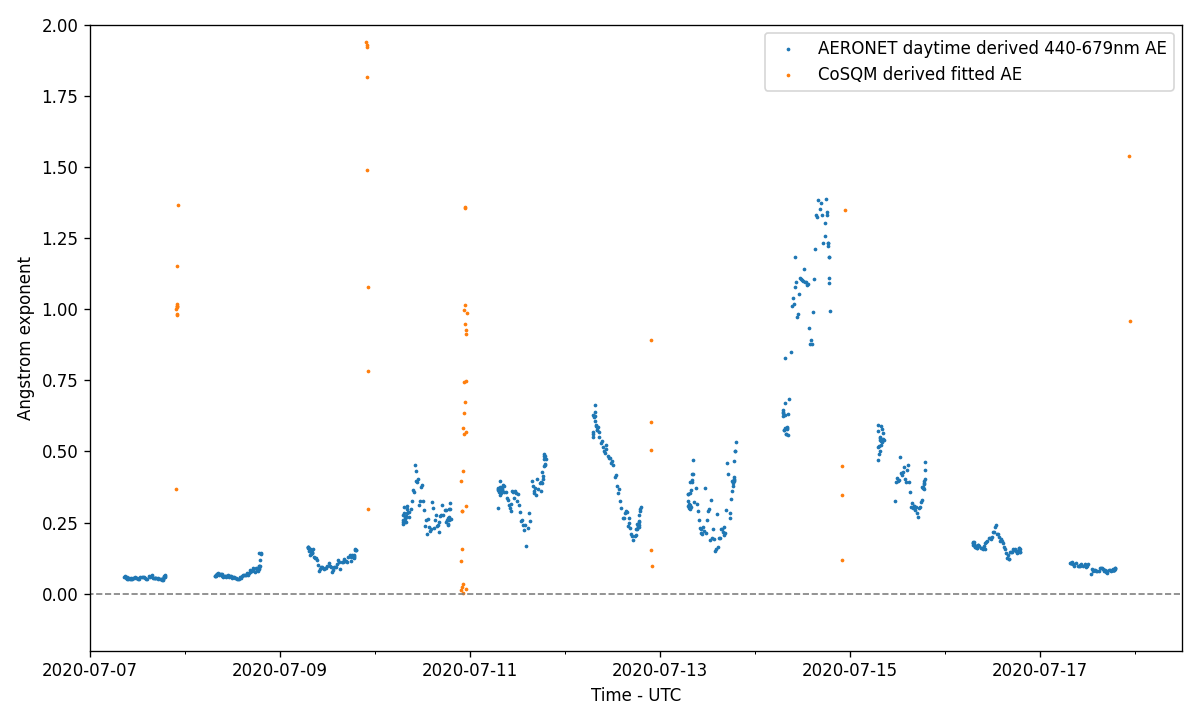 AERONET daytime derived 440-679nm AE
CoSQM derived fitted AE
2.00
1.75
1.50
1.25
1.00
0.75
0.50
0.25
0.00
Angstrom exponent
2020-07-07 2020-07-09 2020-07-11 2020-07-13 2020-07-15 2020-07-17
Time - UTC